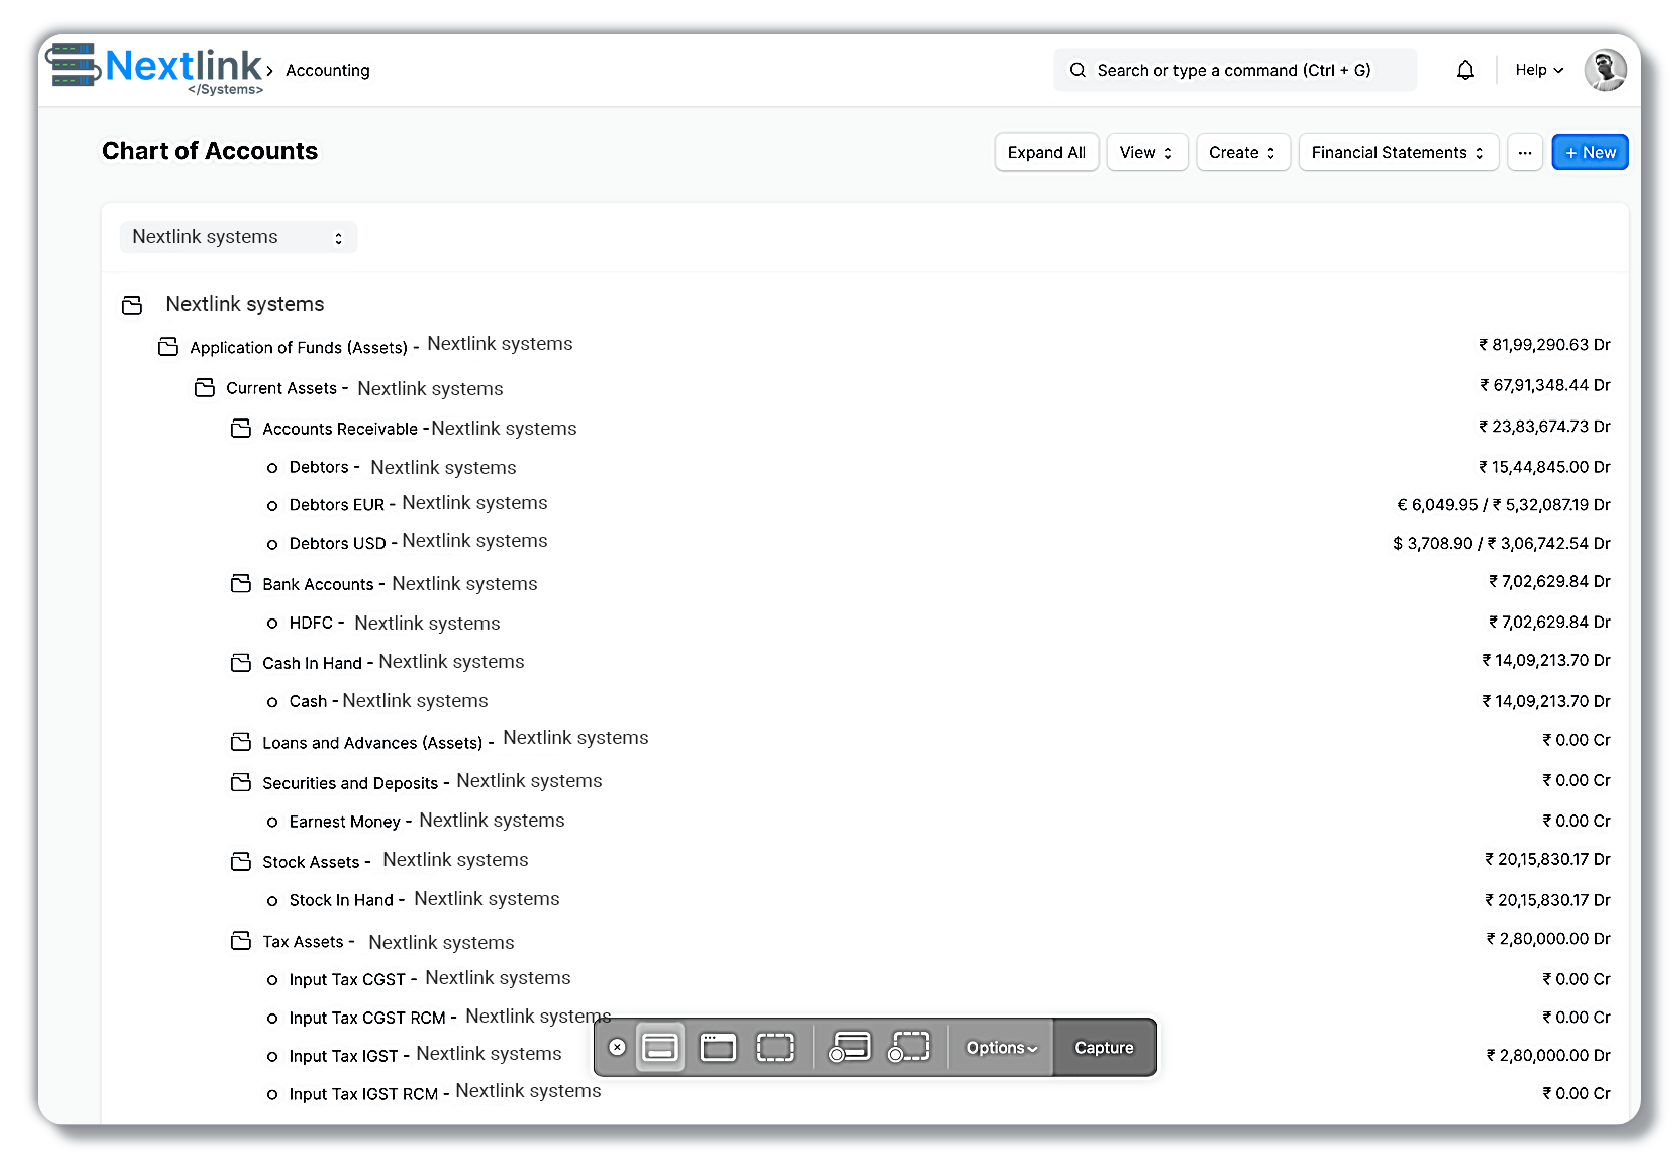 Nextlink </Systems> > Accounting Search or type a command (Ctrl + G) Help
Chart of Accounts Expand All View Create Financial Statements ... + New
Nextlink systems
Nextlink systems
Application of Funds (Assets) - Nextlink systems ₹ 81,99,290.63 Dr
Current Assets - Nextlink systems ₹ 67,91,348.44 Dr
Accounts Receivable - Nextlink systems ₹ 23,83,674.73 Dr
Debtors - Nextlink systems ₹ 15,44,845.00 Dr
Debtors EUR - Nextlink systems € 6,049.95 / ₹ 5,32,087.19 Dr
Debtors USD - Nextlink systems $ 3,708.90 / ₹ 3,06,742.54 Dr
Bank Accounts - Nextlink systems ₹ 7,02,629.84 Dr
HDFC - Nextlink systems ₹ 7,02,629.84 Dr
Cash In Hand - Nextlink systems ₹ 14,09,213.70 Dr
Cash - Nextlink systems ₹ 14,09,213.70 Dr
Loans and Advances (Assets) - Nextlink systems ₹ 0.00 Cr
Securities and Deposits - Nextlink systems ₹ 0.00 Cr
Earnest Money - Nextlink systems ₹ 0.00 Cr
Stock Assets - Nextlink systems ₹ 20,15,830.17 Dr
Stock In Hand - Nextlink systems ₹ 20,15,830.17 Dr
Tax Assets - Nextlink systems ₹ 2,80,000.00 Dr
Input Tax CGST - Nextlink systems ₹ 0.00 Cr
Input Tax CGST RCM - Nextlink systems ₹ 0.00 Cr
Input Tax IGST - Nextlink systems ₹ 2,80,000.00 Dr
Options Capture
Input Tax IGST RCM - Nextlink systems ₹ 0.00 Cr